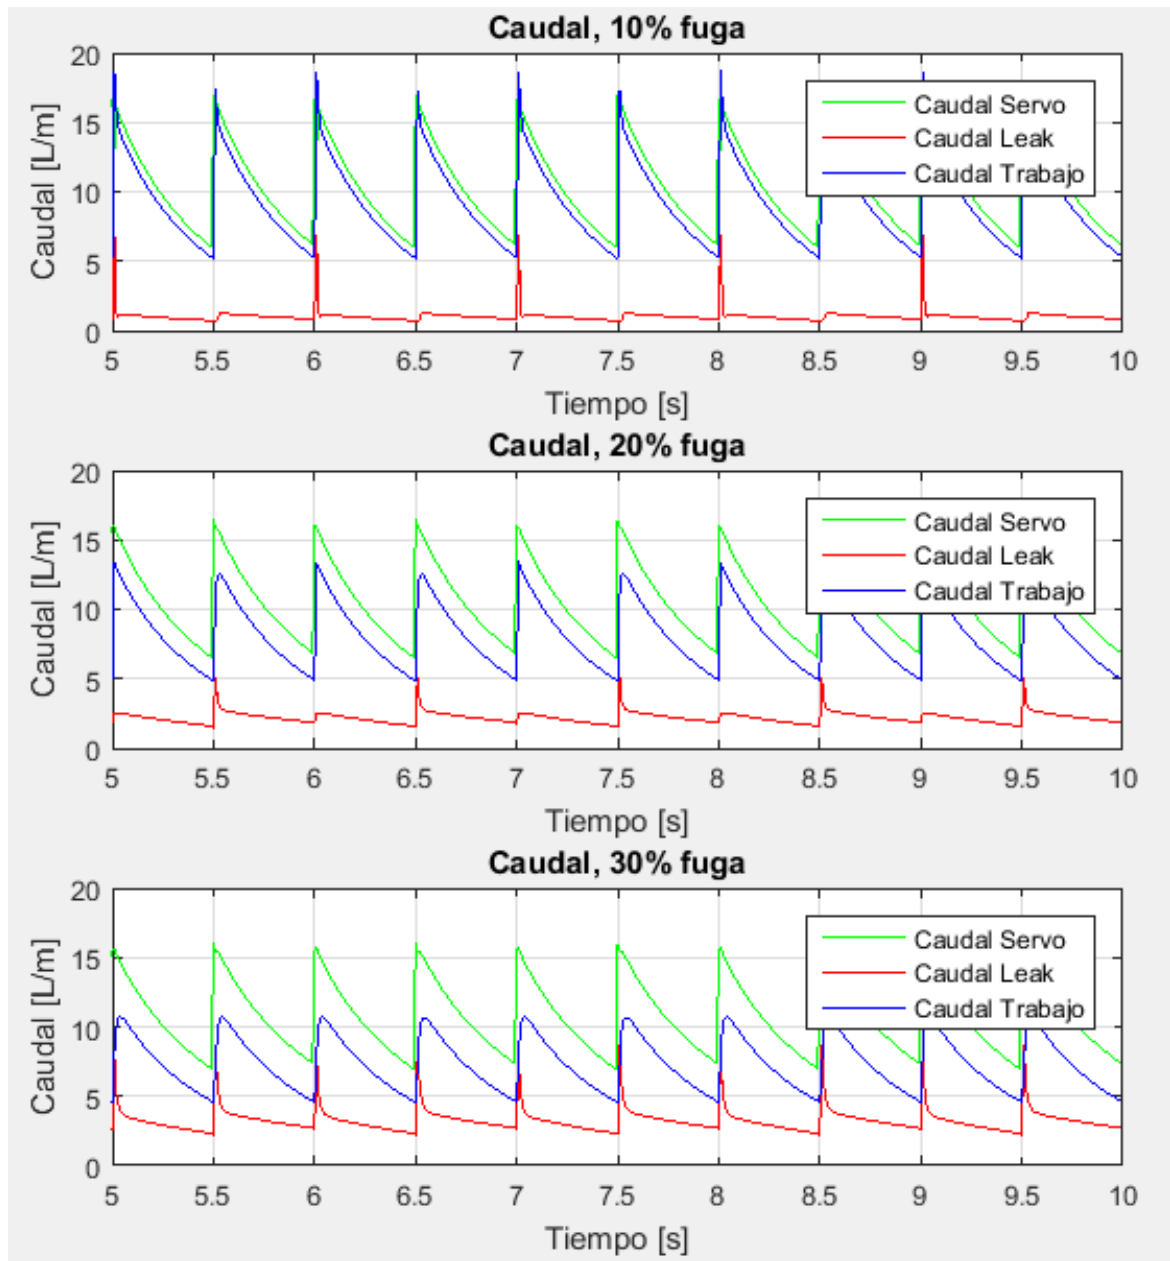 Caudal, 10% fuga
20
15
10
5
0
Caudal [L/m]
Caudal Servo
Caudal Leak
Caudal Trabajo
5 5.5 6 6.5 7 7.5 8 8.5 9 9.5 10
Tiempo [s]
Caudal, 20% fuga
20
15
10
5
0
Caudal [L/m]
Caudal Servo
Caudal Leak
Caudal Trabajo
5 5.5 6 6.5 7 7.5 8 8.5 9 9.5 10
Tiempo [s]
Caudal, 30% fuga
20
15
10
5
0
Caudal [L/m]
Caudal Servo
Caudal Leak
Caudal Trabajo
5 5.5 6 6.5 7 7.5 8 8.5 9 9.5 10
Tiempo [s]